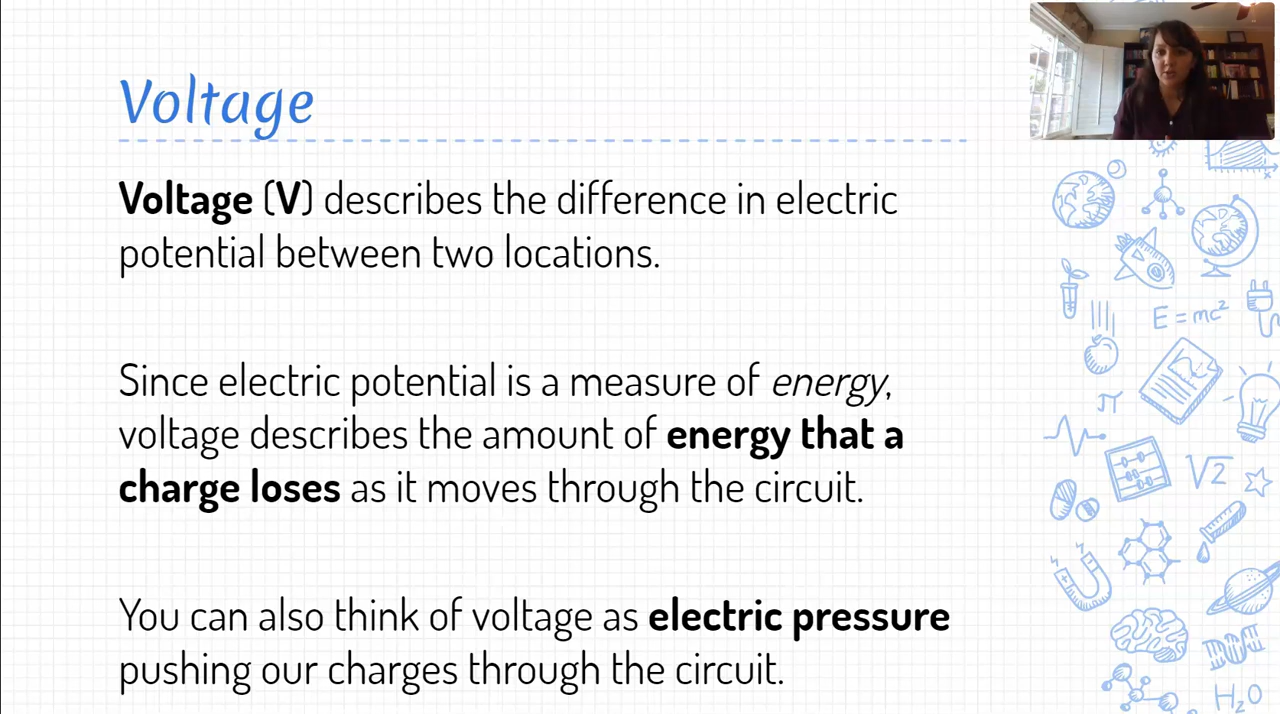 Voltage
Voltage (V) describes the difference in electric
potential between two locations.
Since electric potential is a measure of energy,
voltage describes the amount of energy that a
charge loses as it moves through the circuit.
You can also think of voltage as electric pressure
pushing our charges through the circuit.
E = mc²
π
√2
H₂O